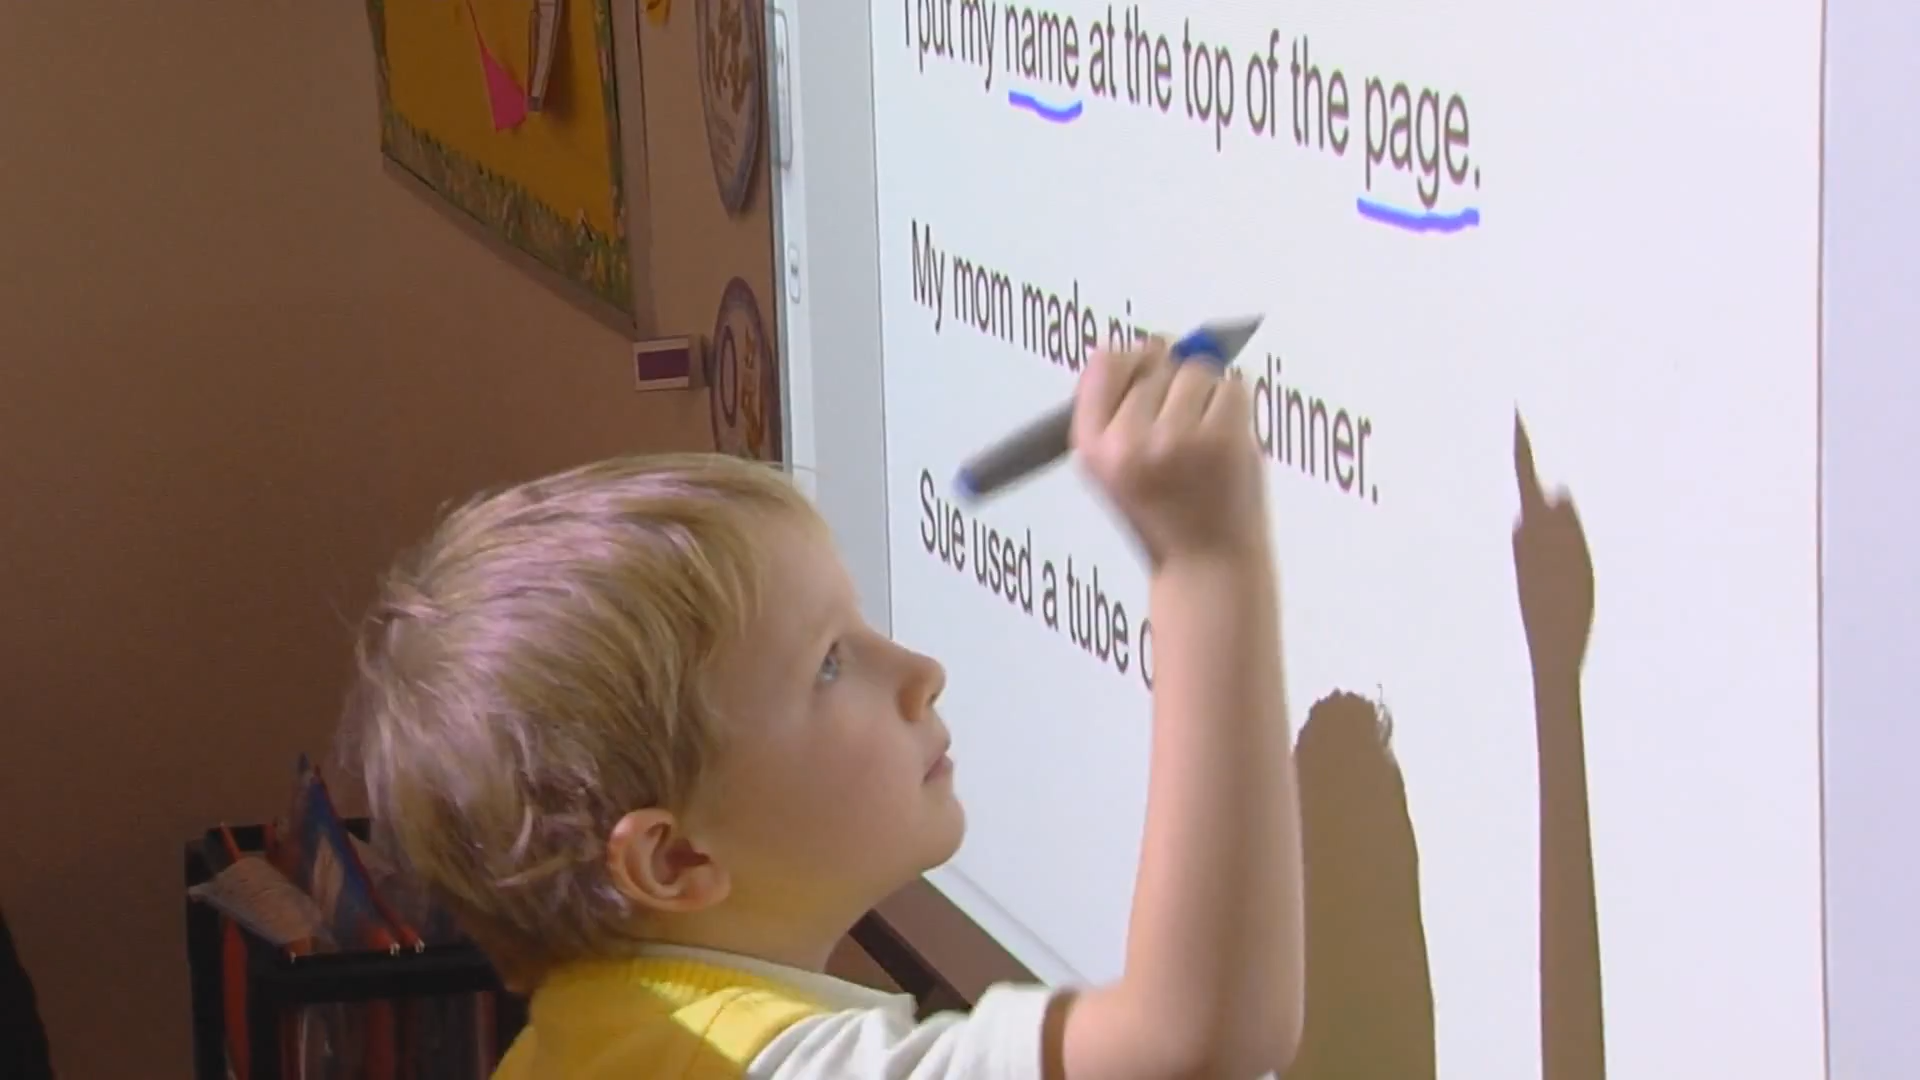 I put my name at the top of the page.
My mom made dinner.
Sue used a tube